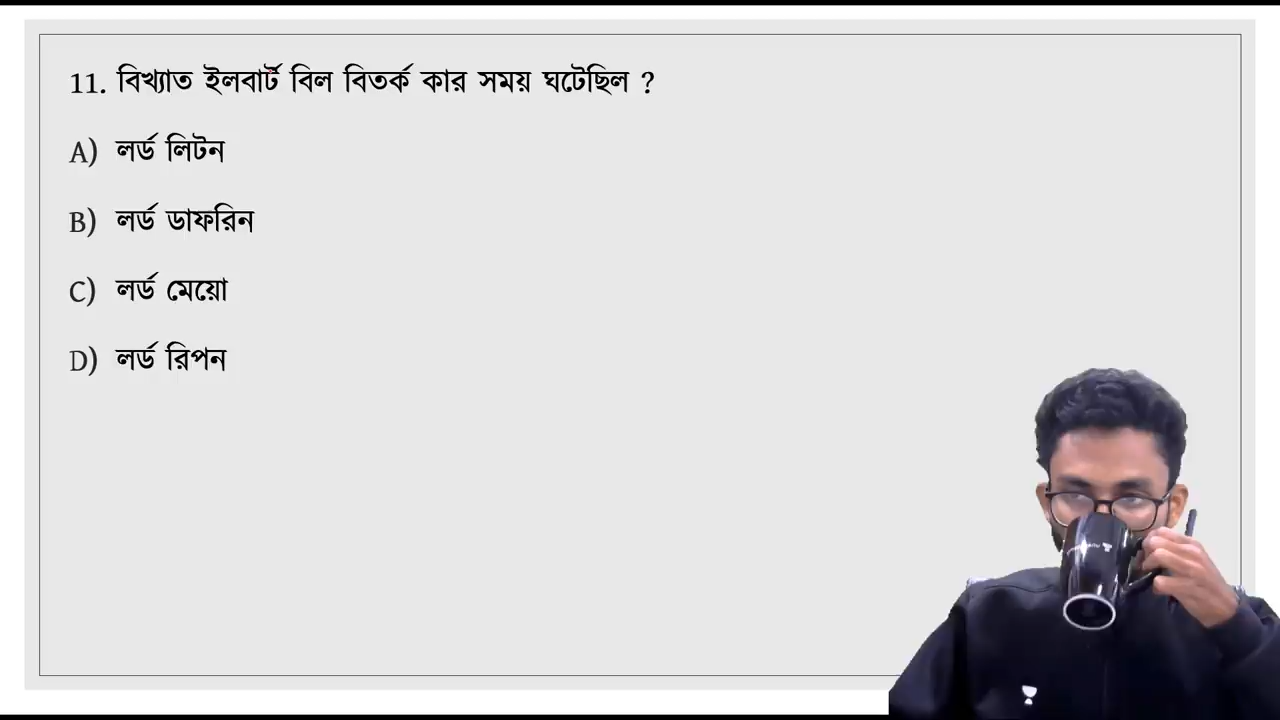 11. বিখ্যাত ইলবার্ট বিল বিতর্ক কার সময় ঘটেছিল ?
A) লর্ড লিটন
B) লর্ড ডাফরিন
C) লর্ড মেয়ো
D) লর্ড রিপন